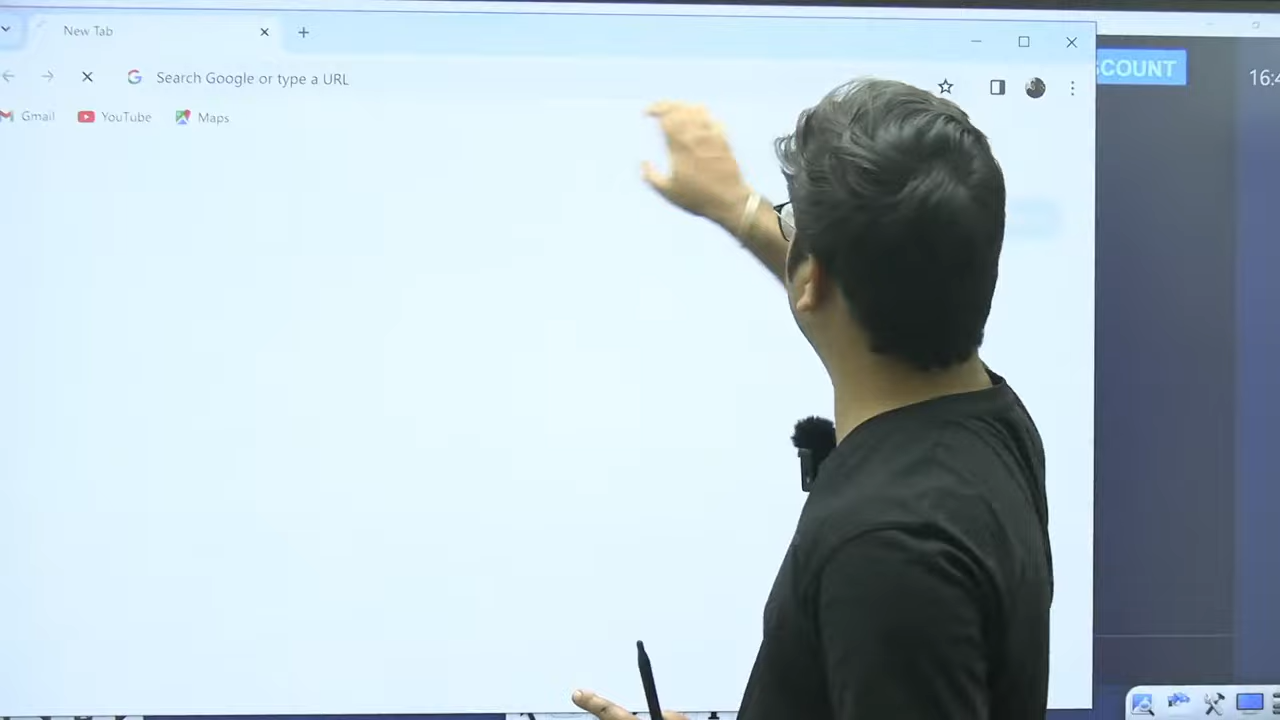 New Tab
Search Google or type a URL
Gmail
YouTube
Maps
COUNT
16:4